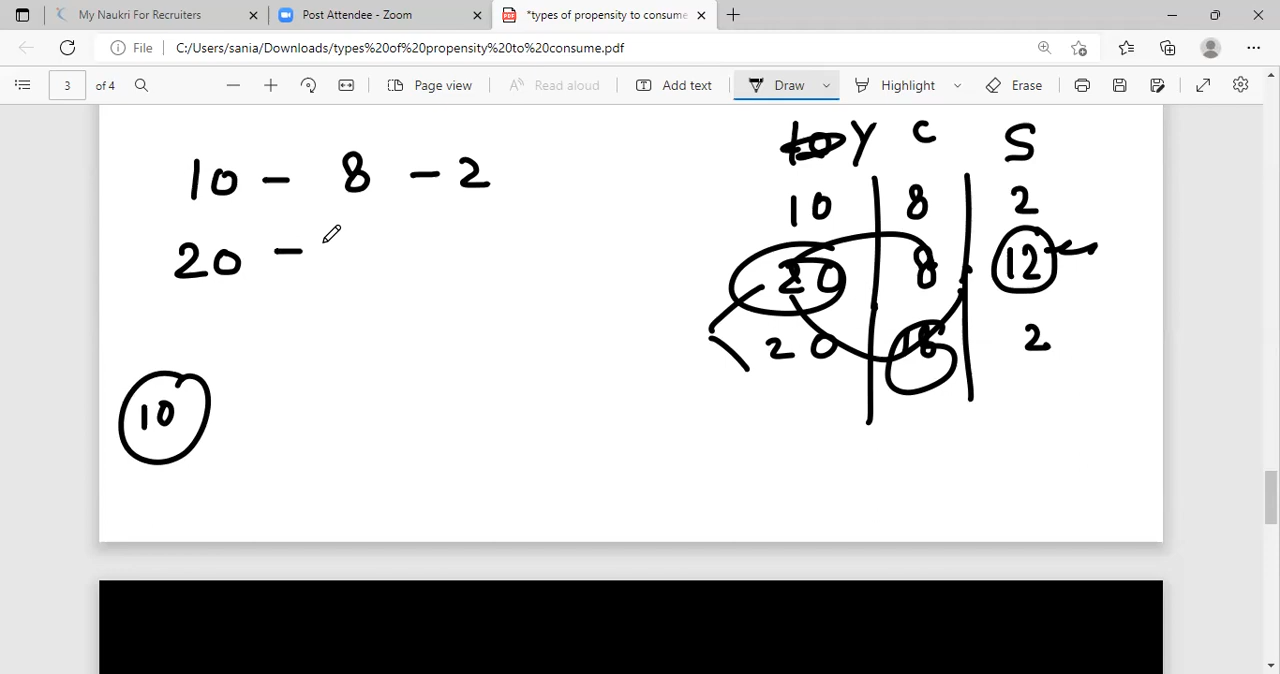 My Naukri For Recruiters
Post Attendee - Zoom
*types of propensity to consume
File C:/Users/sania/Downloads/types%20of%20propensity%20to%20consume.pdf
3 of 4 Page view Read aloud Add text Draw Highlight Erase
Y C S
10 - 8 - 2
10 8 2
20 -
20 8 12
20 18 2
10